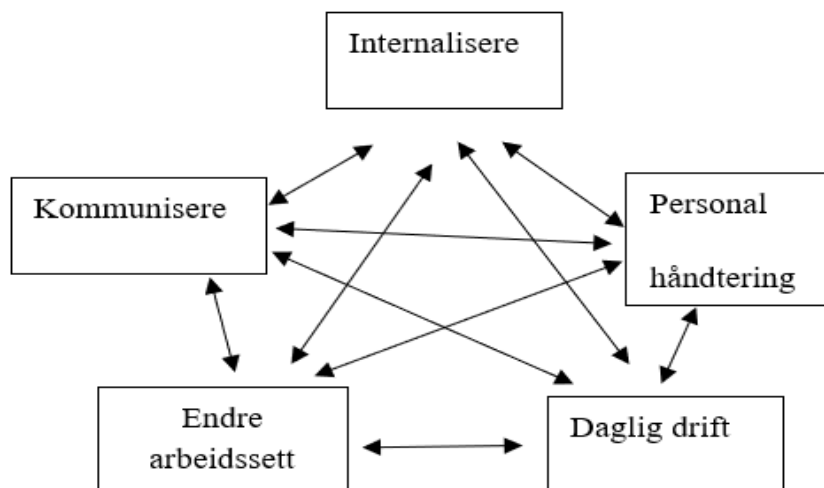 Internalisere
Kommunisere
Personal
håndtering
Endre
arbeidssett
Daglig drift